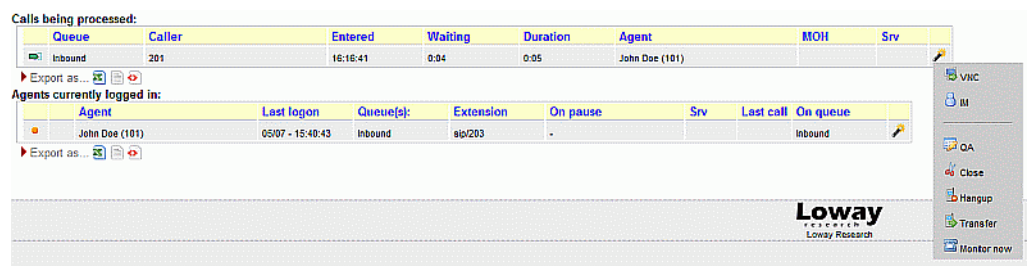 Calls being processed:
Queue Caller Entered Waiting Duration Agent MOH Srv
Inbound 201 16:16:41 0:04 0:05 John Doe (101)
Export as...
Agents currently logged in:
Agent Last logon Queue(s): Extension On pause Srv Last call On queue
John Doe (101) 05/07 - 15:40:43 Inbound sip/203 - Inbound
Export as...
VNC
IM
QA
Close
Hangup
Transfer
Monitor now
Loway
research
Loway Research